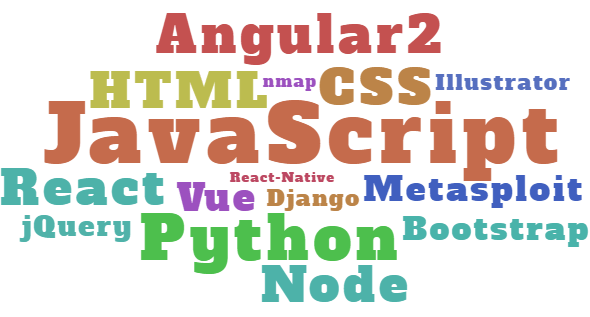 Angular2
HTML nmap CSS Illustrator
JavaScript
React React-Native
Vue Django Metasploit
jQuery Python Bootstrap
Node